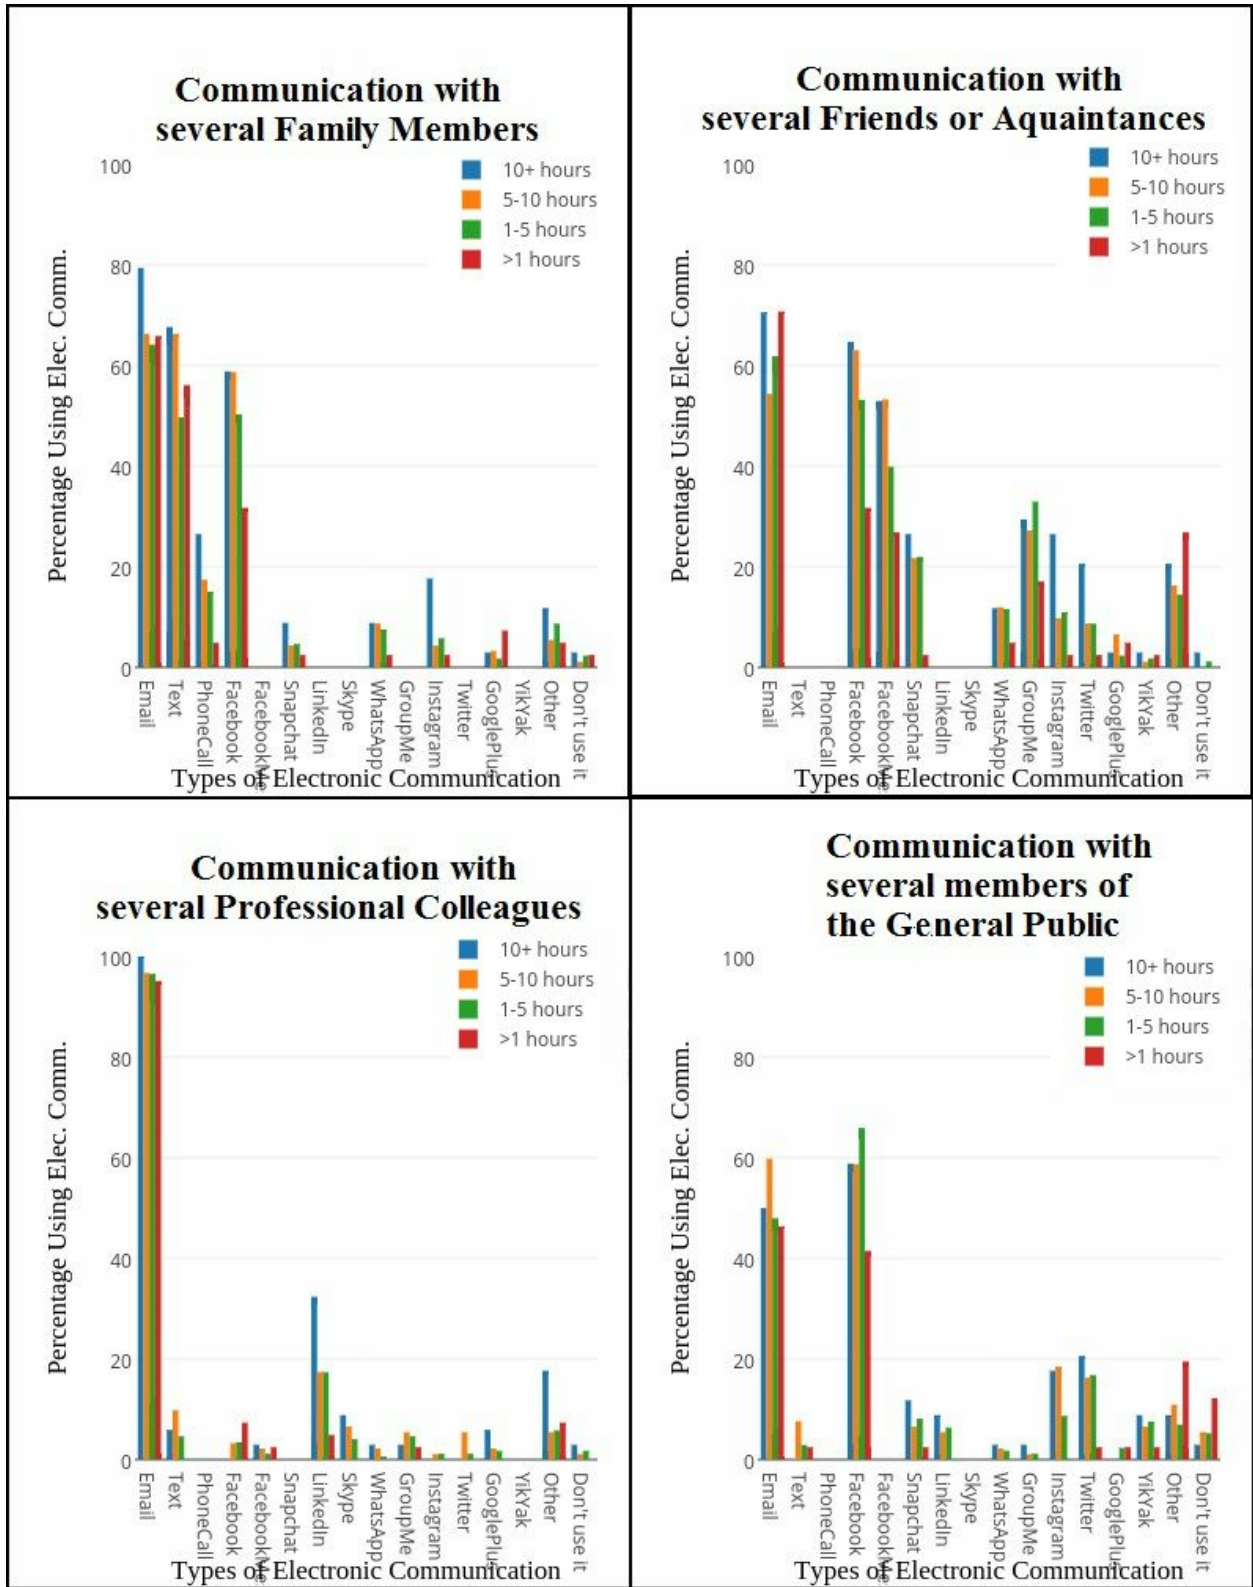 Communication with
several Family Members
10+ hours
5-10 hours
1-5 hours
>1 hours
100
80
60
40
20
0
Percentage Using Elec. Comm.
Email
Text
PhoneCall
Facebook
FacebookMe
Snapchat
LinkedIn
Skype
WhatsApp
GroupMe
Instagram
Twitter
GooglePlus
YikYak
Other
Don't use it
Types of Electronic Communication
Communication with
several Friends or Aquaintances
10+ hours
5-10 hours
1-5 hours
>1 hours
100
80
60
40
20
0
Percentage Using Elec. Comm.
Email
Text
PhoneCall
Facebook
FacebookMe
Snapchat
LinkedIn
Skype
WhatsApp
GroupMe
Instagram
Twitter
GooglePlus
YikYak
Other
Don't use it
Types of Electronic Communication
Communication with
several Professional Colleagues
10+ hours
5-10 hours
1-5 hours
>1 hours
100
80
60
40
20
0
Percentage Using Elec. Comm.
Email
Text
PhoneCall
Facebook
FacebookMe
Snapchat
LinkedIn
Skype
WhatsApp
GroupMe
Instagram
Twitter
GooglePlus
YikYak
Other
Don't use it
Types of Electronic Communication
Communication with
several members of
the General Public
10+ hours
5-10 hours
1-5 hours
>1 hours
100
80
60
40
20
0
Percentage Using Elec. Comm.
Email
Text
PhoneCall
Facebook
FacebookMe
Snapchat
LinkedIn
Skype
WhatsApp
GroupMe
Instagram
Twitter
GooglePlus
YikYak
Other
Don't use it
Types of Electronic Communication